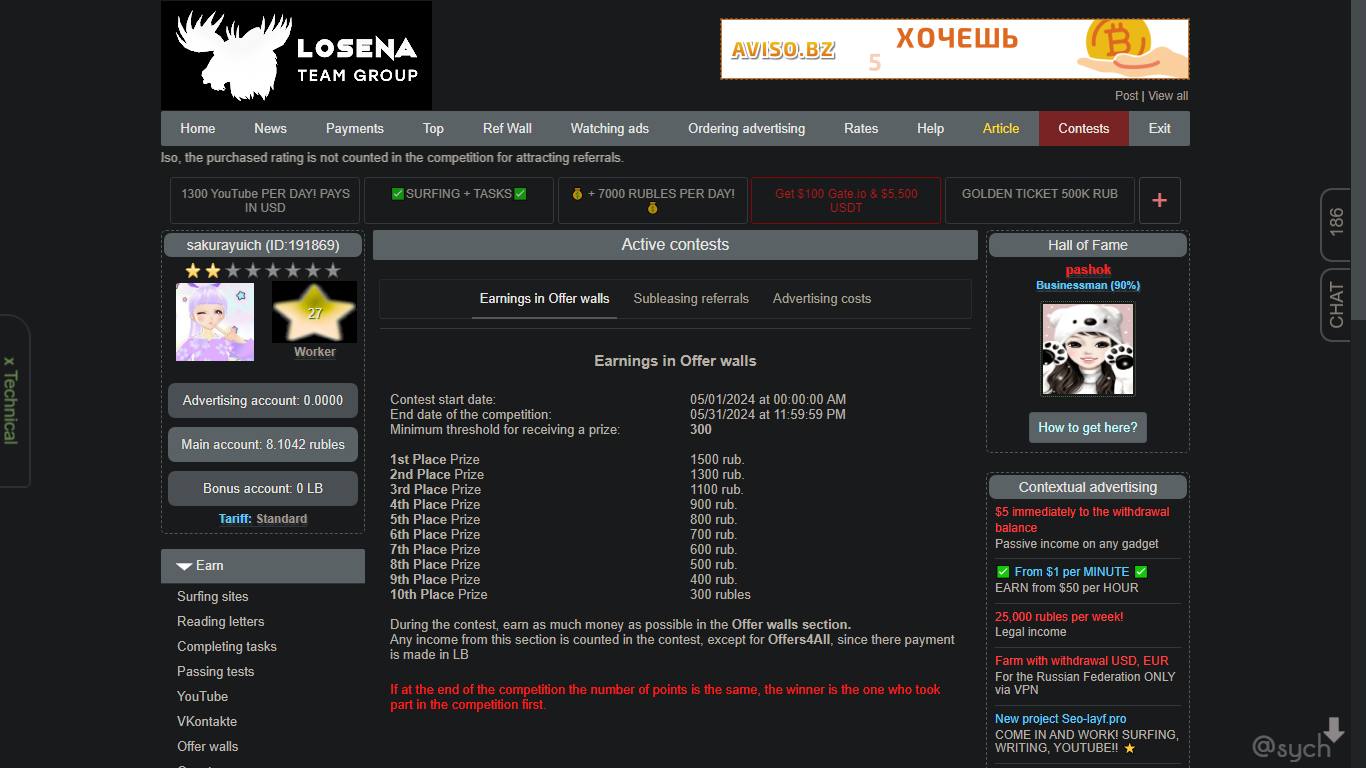 LOSENA
TEAM GROUP
AVISO.BZ
ХОЧЕШЬ
5
Post | View all
Home News Payments Top Ref Wall Watching ads Ordering advertising Rates Help Article Contests Exit
lso, the purchased rating is not counted in the competition for attracting referrals.
1300 YouTube PER DAY! PAYS
IN USD
✅SURFING + TASKS✅
💰 + 7000 RUBLES PER DAY!
💰
Get $100 Gate.io & $5,500
USDT
GOLDEN TICKET 500K RUB
+
sakurayuich (ID:191869)
27
Worker
Advertising account: 0.0000
Main account: 8.1042 rubles
Bonus account: 0 LB
Tariff: Standard
Earn
Surfing sites
Reading letters
Completing tasks
Passing tests
YouTube
VKontakte
Offer walls
Active contests
Earnings in Offer walls Subleasing referrals Advertising costs
Earnings in Offer walls
Contest start date: 05/01/2024 at 00:00:00 AM
End date of the competition: 05/31/2024 at 11:59:59 PM
Minimum threshold for receiving a prize: 300
1st Place Prize 1500 rub.
2nd Place Prize 1300 rub.
3rd Place Prize 1100 rub.
4th Place Prize 900 rub.
5th Place Prize 800 rub.
6th Place Prize 700 rub.
7th Place Prize 600 rub.
8th Place Prize 500 rub.
9th Place Prize 400 rub.
10th Place Prize 300 rubles
During the contest, earn as much money as possible in the Offer walls section.
Any income from this section is counted in the contest, except for Offers4All, since there payment
is made in LB
If at the end of the competition the number of points is the same, the winner is the one who took
part in the competition first.
Hall of Fame
pashok
Businessman (90%)
How to get here?
Contextual advertising
$5 immediately to the withdrawal
balance
Passive income on any gadget
✅ From $1 per MINUTE ✅
EARN from $50 per HOUR
25,000 rubles per week!
Legal income
Farm with withdrawal USD, EUR
For the Russian Federation ONLY
via VPN
New project Seo-layf.pro
COME IN AND WORK! SURFING,
WRITING, YOUTUBE!! ⭐
x Technical
186
CHAT
@sych